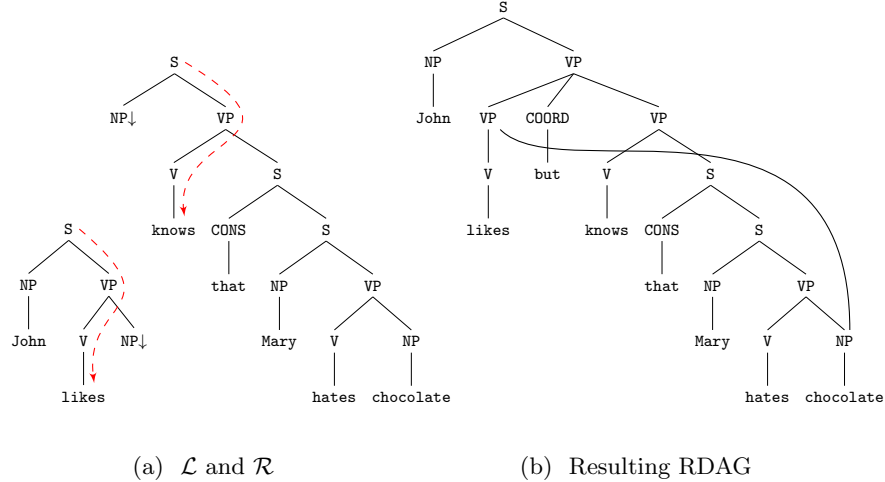 S
S NP VP
NP↓ VP John VP COORD VP
V S V but V S
S knows CONS S likes knows CONS S
NP VP that NP VP that NP VP
John V NP↓ Mary V NP Mary V NP
likes hates chocolate hates chocolate
(a) ℒ and ℛ (b) Resulting RDAG